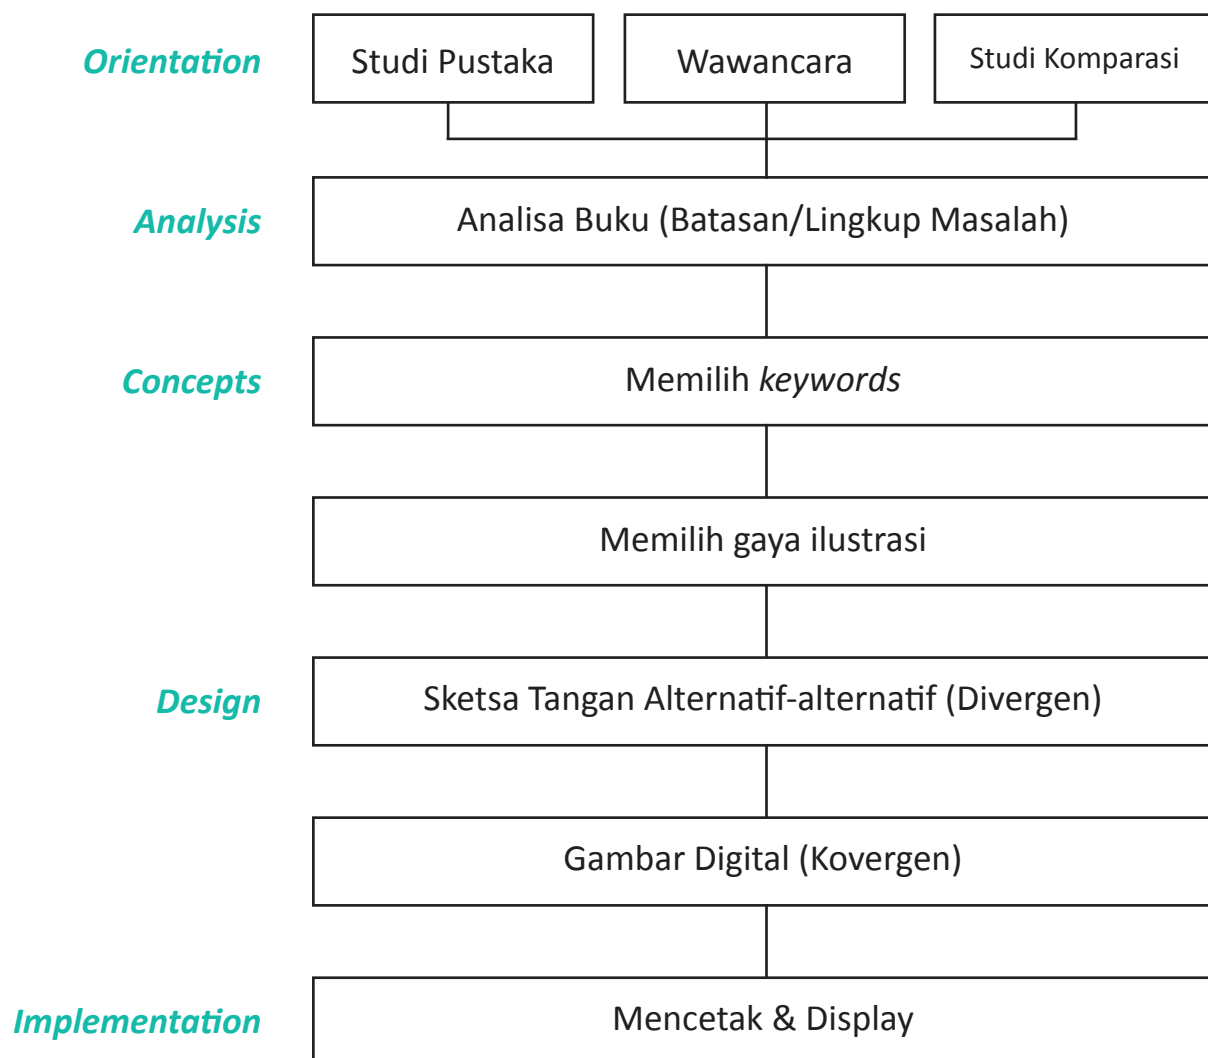 Orientation
Studi Pustaka
Wawancara
Studi Komparasi
Analysis
Analisa Buku (Batasan/Lingkup Masalah)
Concepts
Memilih keywords
Memilih gaya ilustrasi
Design
Sketsa Tangan Alternatif-alternatif (Divergen)
Gambar Digital (Kovergen)
Implementation
Mencetak & Display